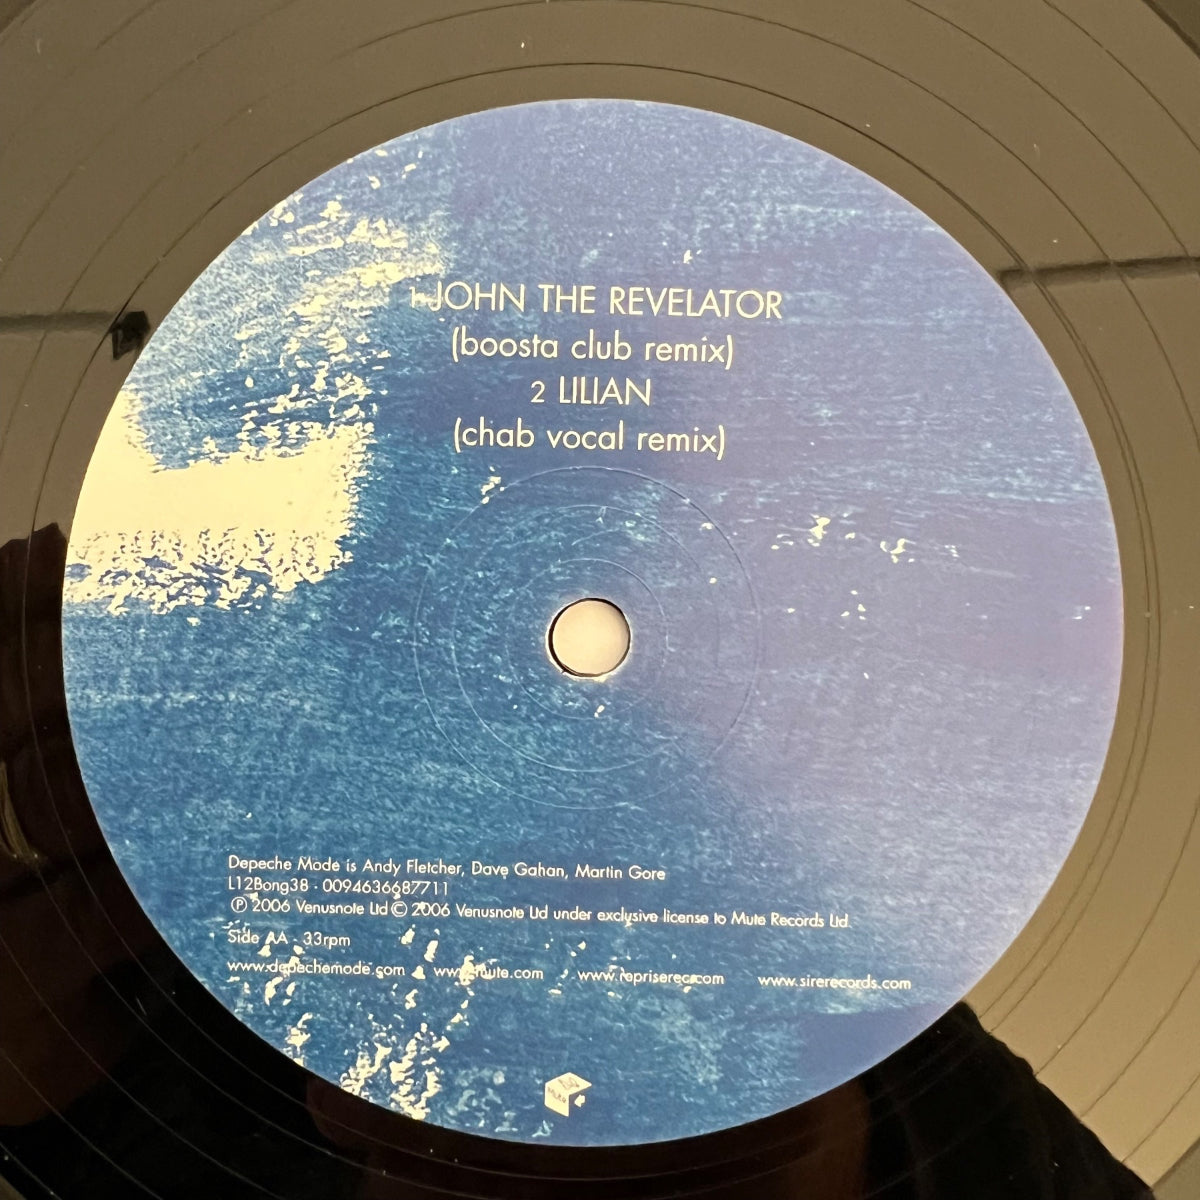 1 JOHN THE REVELATOR
(boosta club remix)
2 LILIAN
(chab vocal remix)
Depeche Mode is Andy Fletcher, Dave Gahan, Martin Gore
L12Bong38 · 0094636687711
℗ 2006 Venusnote Ltd © 2006 Venusnote Ltd under exclusive license to Mute Records Ltd.
Side AA · 33rpm
www.depechemode.com www.mute.com www.repriserec.com www.sirerecords.com
MUTE